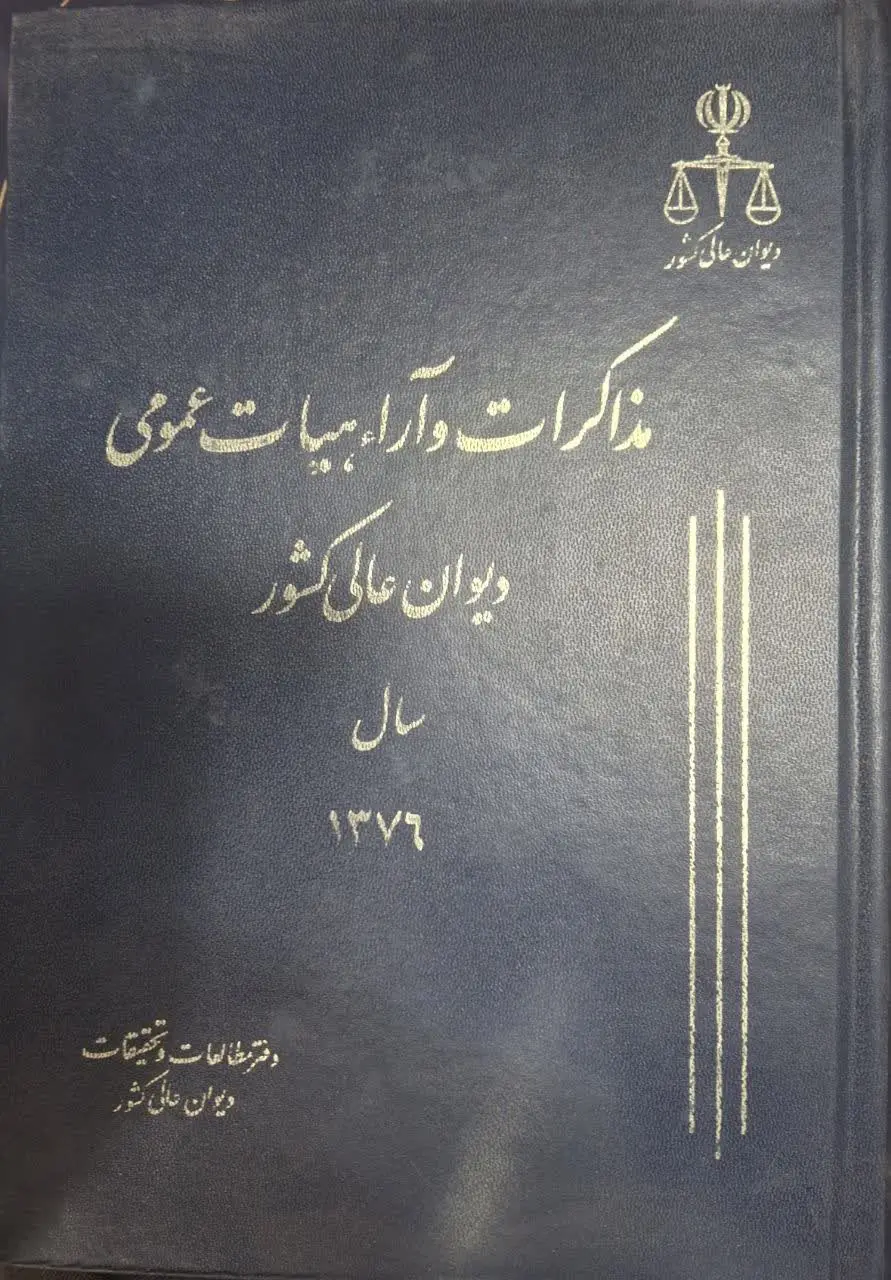 دیوان عالی کشور
مذاکرات و آراء هیات عمومی
دیوان عالی کشور
سال
۱۳۷۶
دفتر مطالعات و تحقیقات
دیوان عالی کشور